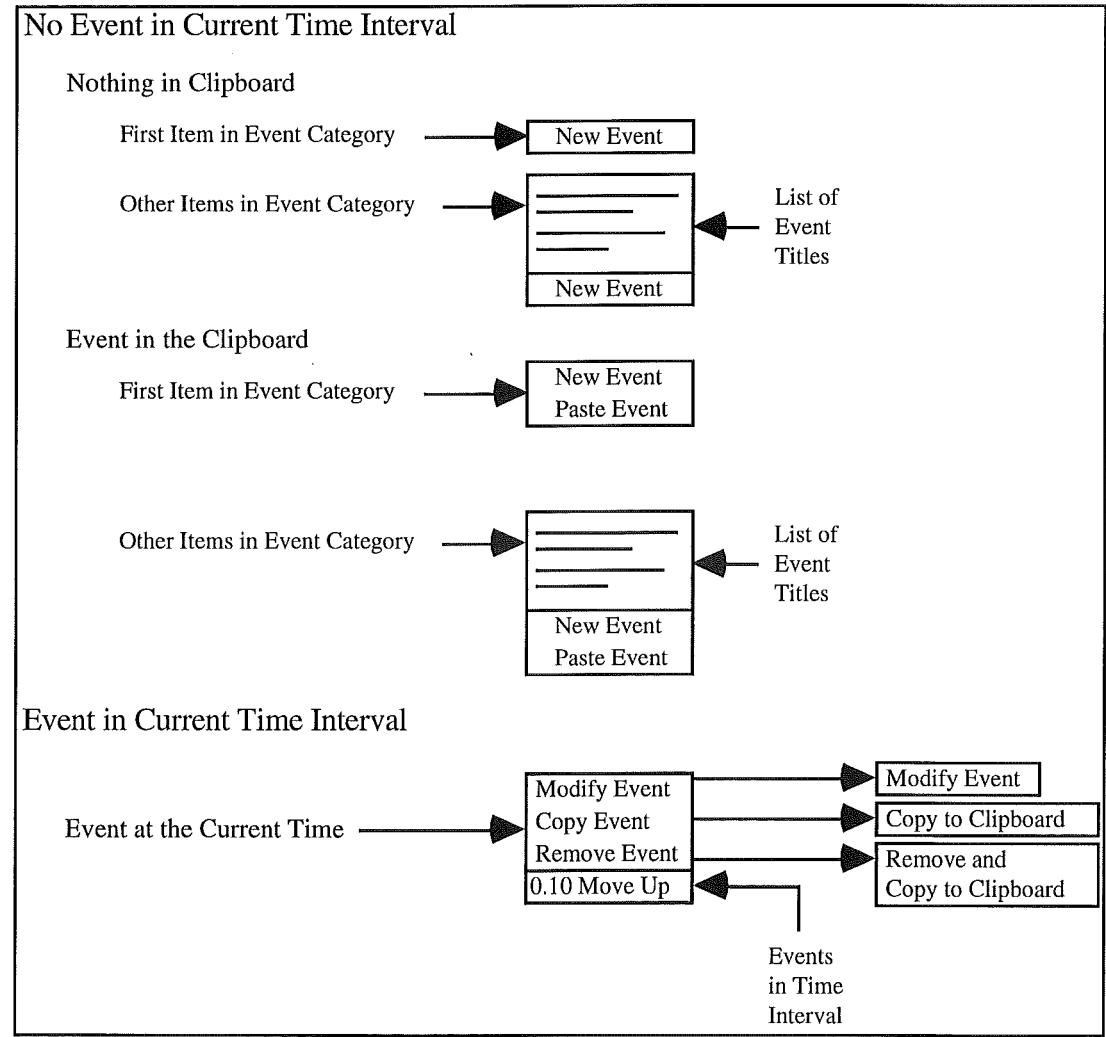 No Event in Current Time Interval
Nothing in Clipboard
First Item in Event Category
New Event
Other Items in Event Category
List of
Event
Titles
New Event
Event in the Clipboard
First Item in Event Category
New Event
Paste Event
Other Items in Event Category
List of
Event
Titles
New Event
Paste Event
Event in Current Time Interval
Event at the Current Time
Modify Event
Copy Event
Remove Event
0.10 Move Up
Modify Event
Copy to Clipboard
Remove and
Copy to Clipboard
Events
in Time
Interval